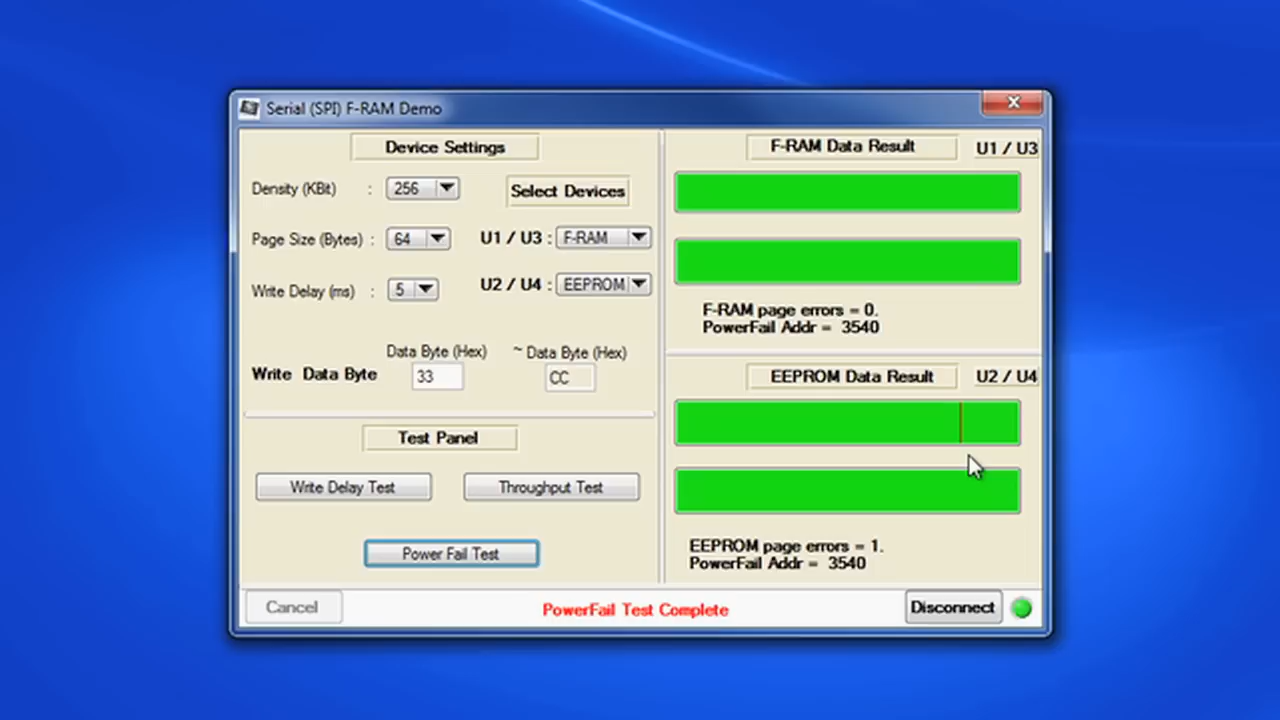 Serial (SPI) F-RAM Demo
Device Settings
Density (KBit) : 256
Select Devices
Page Size (Bytes) : 64
U1 / U3 : F-RAM
Write Delay (ms) : 5
U2 / U4 : EEPROM
Data Byte (Hex)
~ Data Byte (Hex)
Write Data Byte
33
CC
Test Panel
Write Delay Test
Throughput Test
Power Fail Test
F-RAM Data Result
U1 / U3
F-RAM page errors = 0.
PowerFail Addr = 3540
EEPROM Data Result
U2 / U4
EEPROM page errors = 1.
PowerFail Addr = 3540
Cancel
PowerFail Test Complete
Disconnect